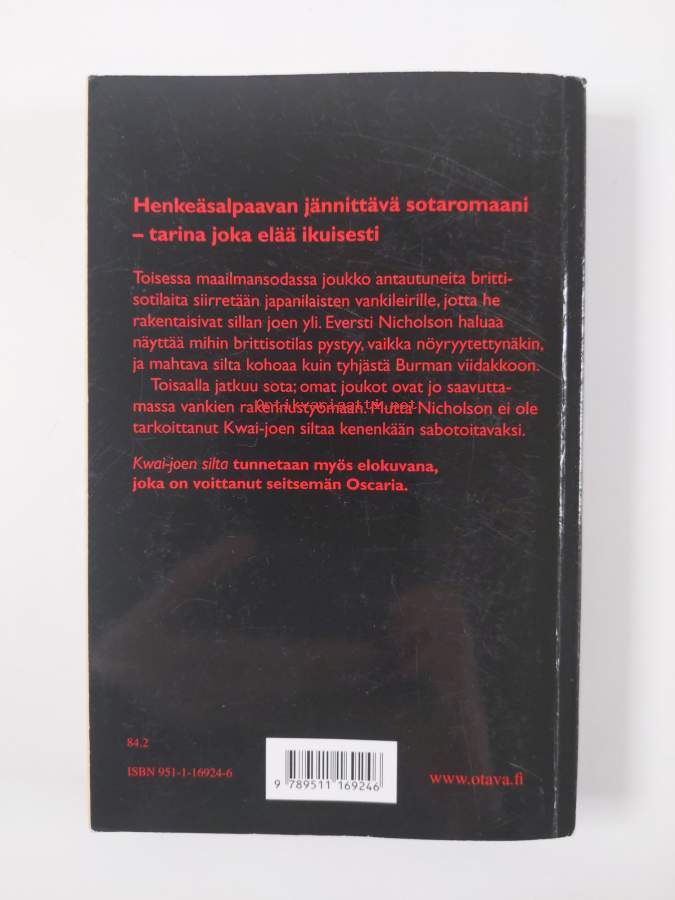 Henkeäsalpaavan jännittävä sotaromaani
– tarina joka elää ikuisesti
Toisessa maailmansodassa joukko antautuneita britti-
sotilaita siirretään japanilaisten vankileirille, jotta he
rakentaisivat sillan joen yli. Eversti Nicholson haluaa
näyttää mihin brittisotilas pystyy, vaikka nöyryytettynäkin,
ja mahtava silta kohoaa kuin tyhjästä Burman viidakkoon.
Toisaalla jatkuu sota; omat joukot ovat jo saavutta-
massa vankien rakennustyömaan. Mutta Nicholson ei ole
Antikvariaattik.net
tarkoittanut Kwai-joen siltaa kenenkään sabotoitavaksi.
Kwai-joen silta tunnetaan myös elokuvana,
joka on voittanut seitsemän Oscaria.
84.2
ISBN 951-1-16924-6
9 789511 169246
www.otava.fi